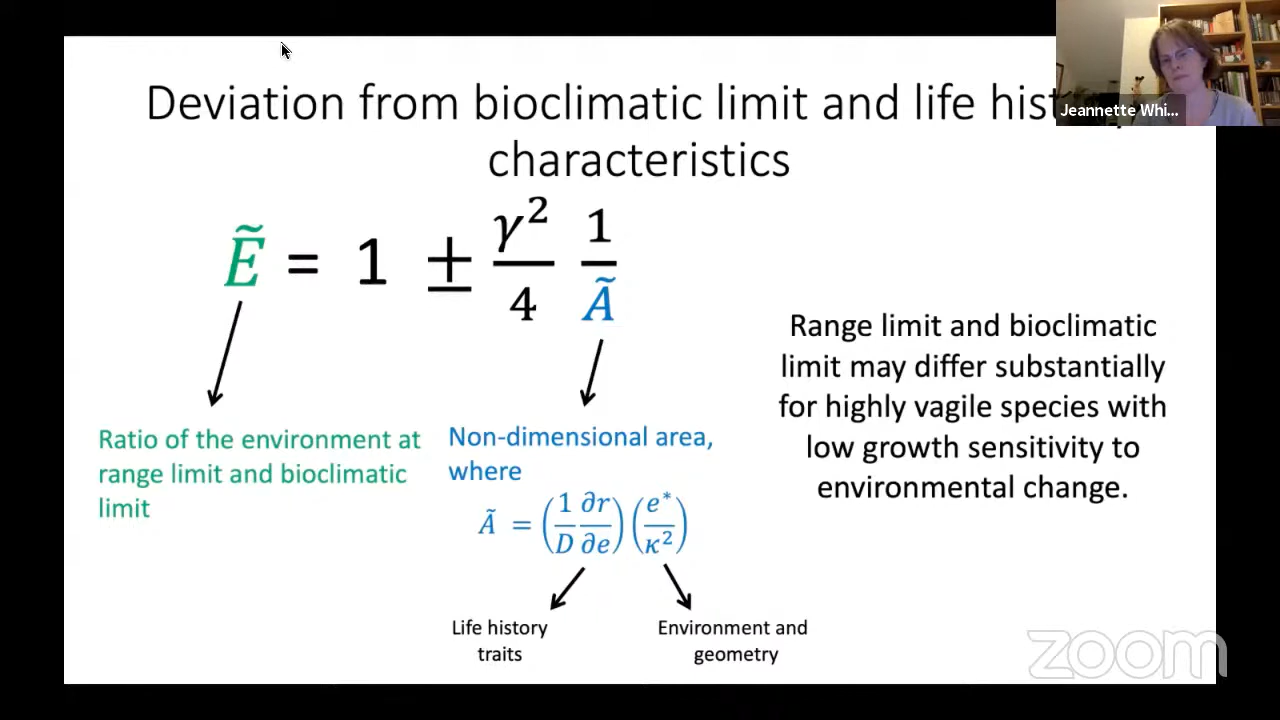 Deviation from bioclimatic limit and life
characteristics
Jeannette Whi...
Ẽ = 1 ± γ²/4 1/Ã
Range limit and bioclimatic
limit may differ substantially
for highly vagile species with
low growth sensitivity to
environmental change.
Ratio of the environment at
range limit and bioclimatic
limit
Non-dimensional area,
where
Ã = (1/D ∂r/∂e)(e*/κ²)
Life history
traits
Environment and
geometry
zoom